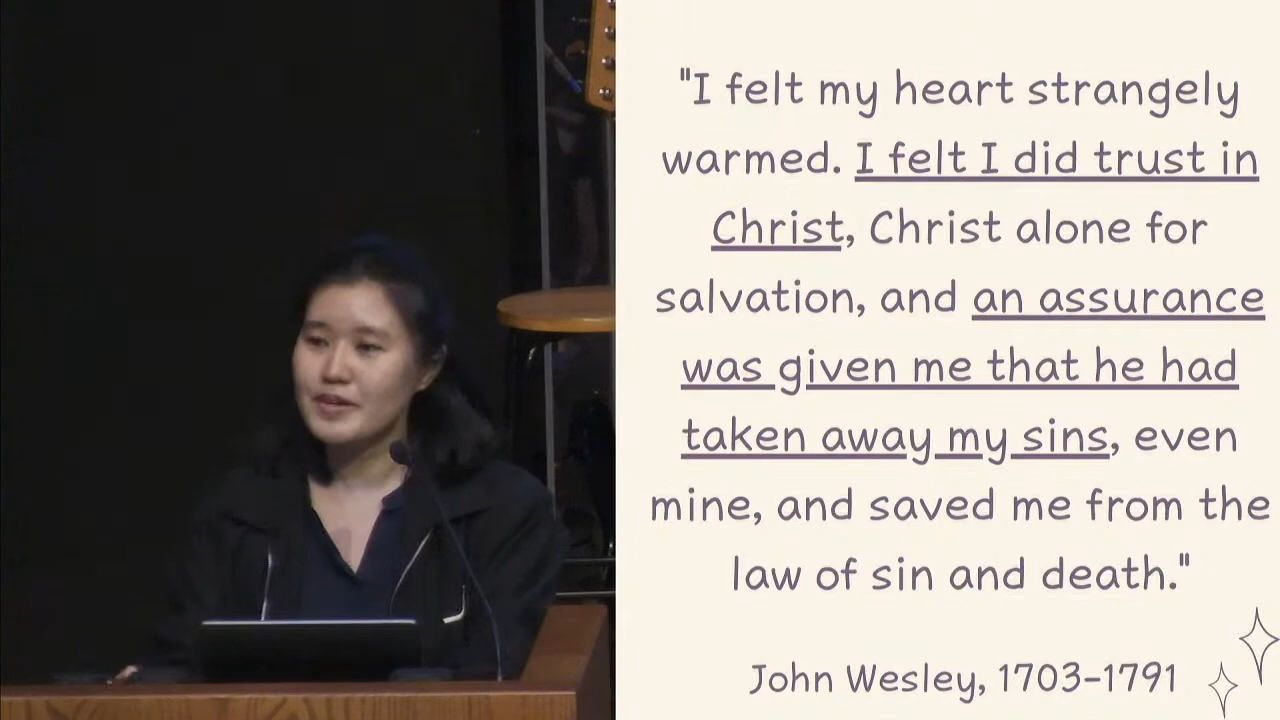 "I felt my heart strangely
warmed. I felt I did trust in
Christ, Christ alone for
salvation, and an assurance
was given me that he had
taken away my sins, even
mine, and saved me from the
law of sin and death."
John Wesley, 1703-1791